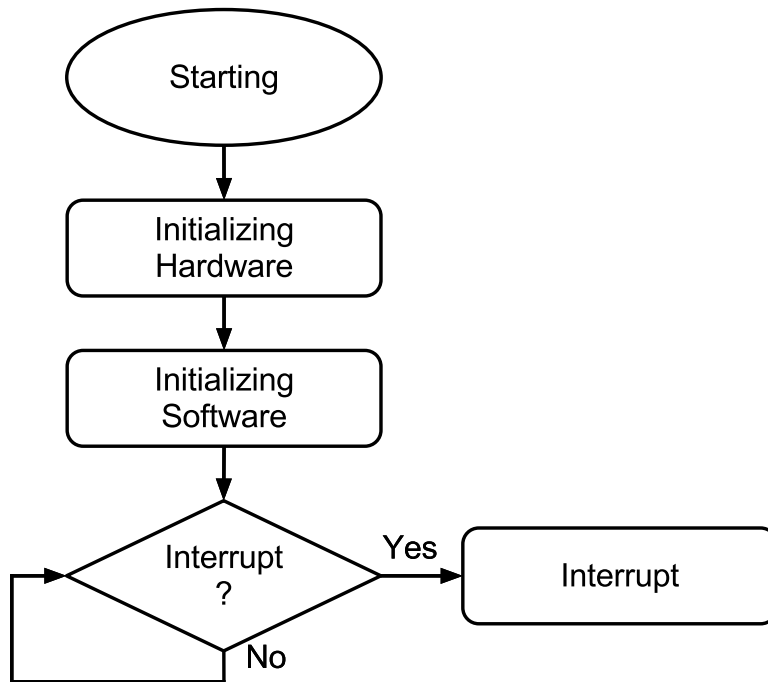 Starting
Initializing
Hardware
Initializing
Software
Interrupt
?
Yes
Interrupt
No